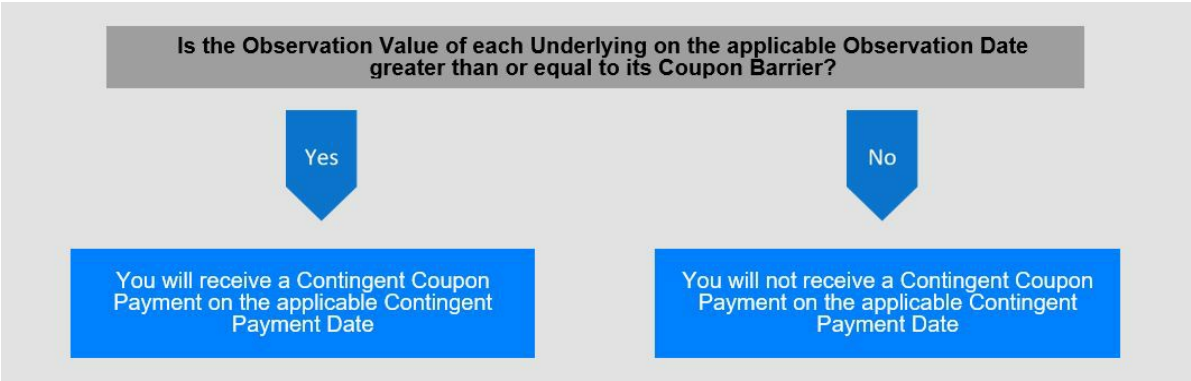 Is the Observation Value of each Underlying on the applicable Observation Date
greater than or equal to its Coupon Barrier?
Yes
No
You will receive a Contingent Coupon
Payment on the applicable Contingent
Payment Date
You will not receive a Contingent Coupon
Payment on the applicable Contingent
Payment Date